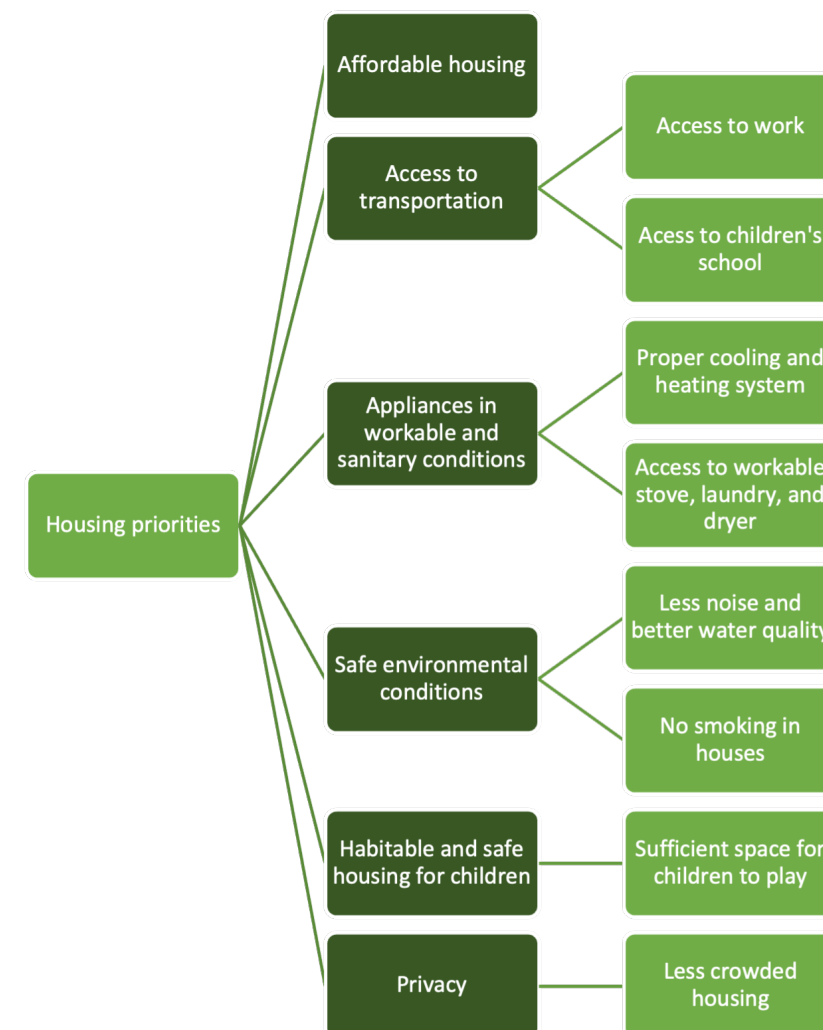 Housing priorities
Affordable housing
Access to
transportation
Access to work
Acess to children's
school
Appliances in
workable and
sanitary conditions
Proper cooling and
heating system
Access to workable
stove, laundry, and
dryer
Safe environmental
conditions
Less noise and
better water quality
No smoking in
houses
Habitable and safe
housing for children
Sufficient space for
children to play
Privacy
Less crowded
housing